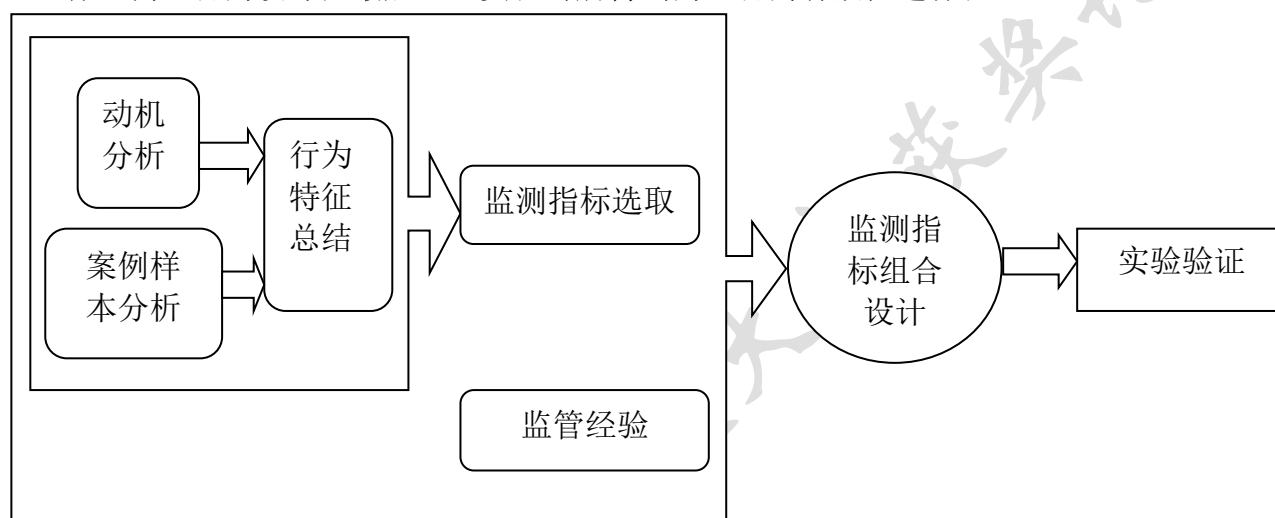 动机
分析
行为
特征
总结
案例样
本分析
监测指标选取
监管经验
监测指
标组合
设计
实验验证